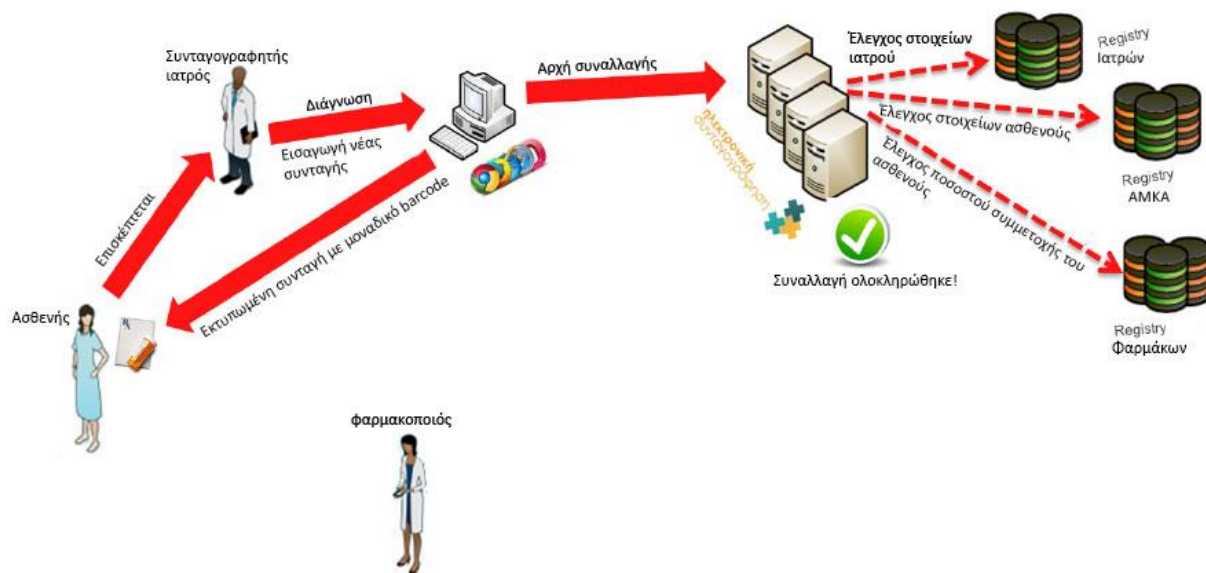 Συνταγογραφητής
ιατρός
Διάγνωση
Εισαγωγή νέας
συνταγής
Επισκέπτεται
Εκτυπωμένη συνταγή με μοναδικό barcode
Ασθενής
Rx
φαρμακοποιός
Αρχή συναλλαγής
ηλεκτρονική
συνταγογράφηση
Συναλλαγή ολοκληρώθηκε!
Έλεγχος στοιχείων
ιατρού
Registry
Ιατρών
Έλεγχος στοιχείων ασθενούς
Registry
ΑΜΚΑ
Έλεγχος ποσοστού συμμετοχής του
ασθενούς
Registry
Φαρμάκων